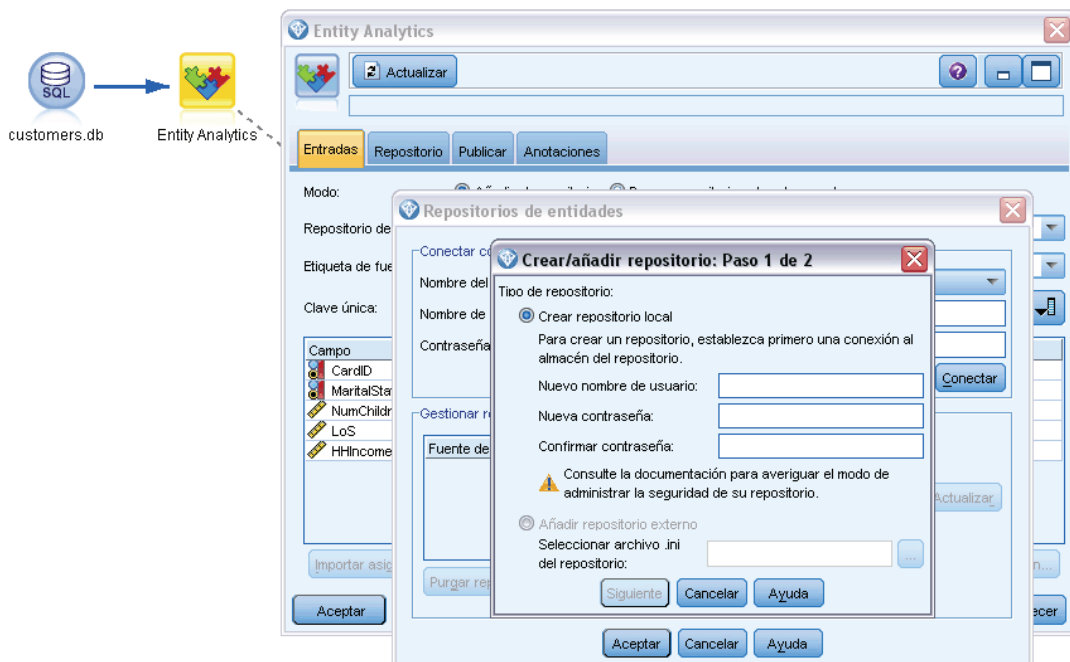 SQL
customers.db
Entity Analytics
Entity Analytics
Actualizar
Entradas
Repositorio
Publicar
Anotaciones
Modo:
Repositorio de
Etiqueta de fue
Clave única:
Campo
CardID
MaritalSta
NumChildr
LoS
HHIncome
Importar asig
Aceptar
Repositorios de entidades
Conectar co
Nombre del
Nombre de
Contraseña
Conectar
Gestionar re
Fuente de
Actualizar
Purgar rep
Aceptar
Cancelar
Ayuda
Crear/añadir repositorio: Paso 1 de 2
Tipo de repositorio:
Crear repositorio local
Para crear un repositorio, establezca primero una conexión al
almacén del repositorio.
Nuevo nombre de usuario:
Nueva contraseña:
Confirmar contraseña:
Consulte la documentación para averiguar el modo de
administrar la seguridad de su repositorio.
Añadir repositorio externo
Seleccionar archivo .ini
del repositorio:
...
Siguiente
Cancelar
Ayuda
n...
ecer